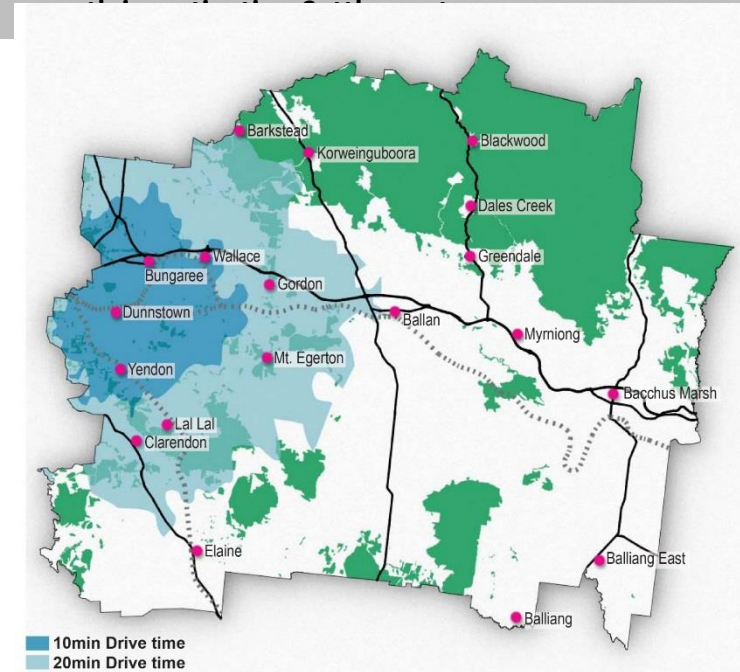 Barkstead
Korweinguboora
Blackwood
Dales Creek
Greendale
Wallace
Bungaree
Gordon
Dunnstown
Ballan
Myrniong
Mt. Egerton
Yendon
Bacchus Marsh
Lal Lal
Clarendon
Elaine
Balliang East
Balliang
10min Drive time
20min Drive time